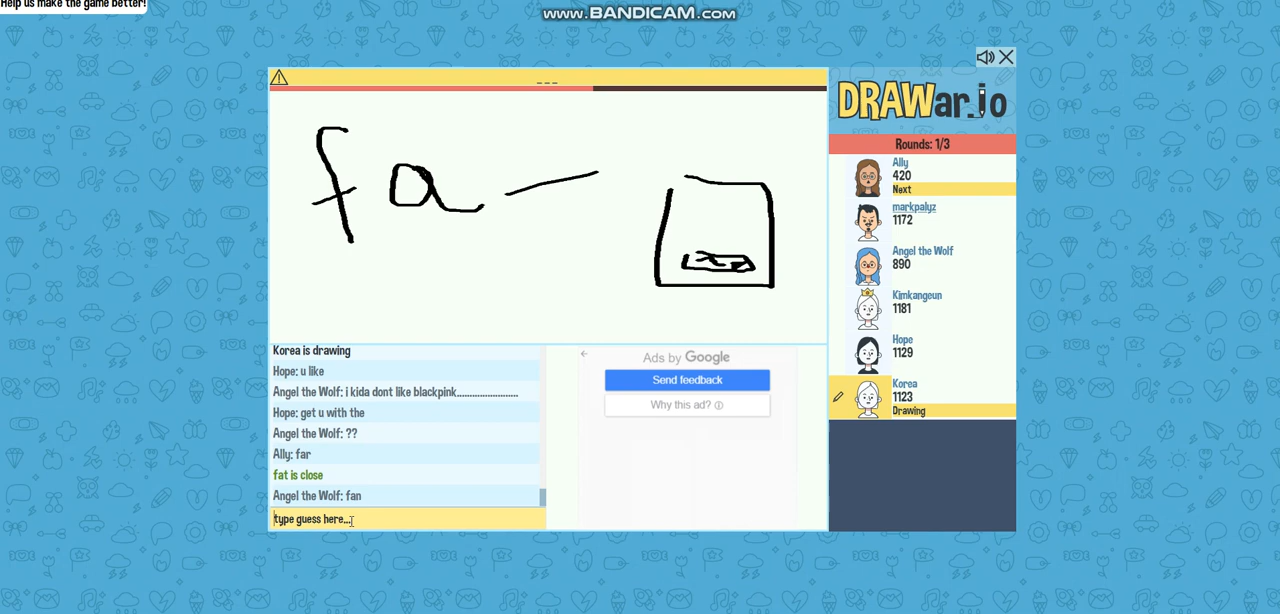 Help us make the game better!
www.BANDICAM.com
_ _ _
fa-
DRAWar.io
Rounds: 1/3
Ally
420
Next
markpalyz
1172
Angel the Wolf
890
Kimkangeun
1181
Hope
1129
Korea
1123
Drawing
Korea is drawing
Hope: u like
Angel the Wolf: i kida dont like blackpink........................
Hope: get u with the
Angel the Wolf: ??
Ally: far
fat is close
Angel the Wolf: fan
type guess here...
Ads by Google
Send feedback
Why this ad?